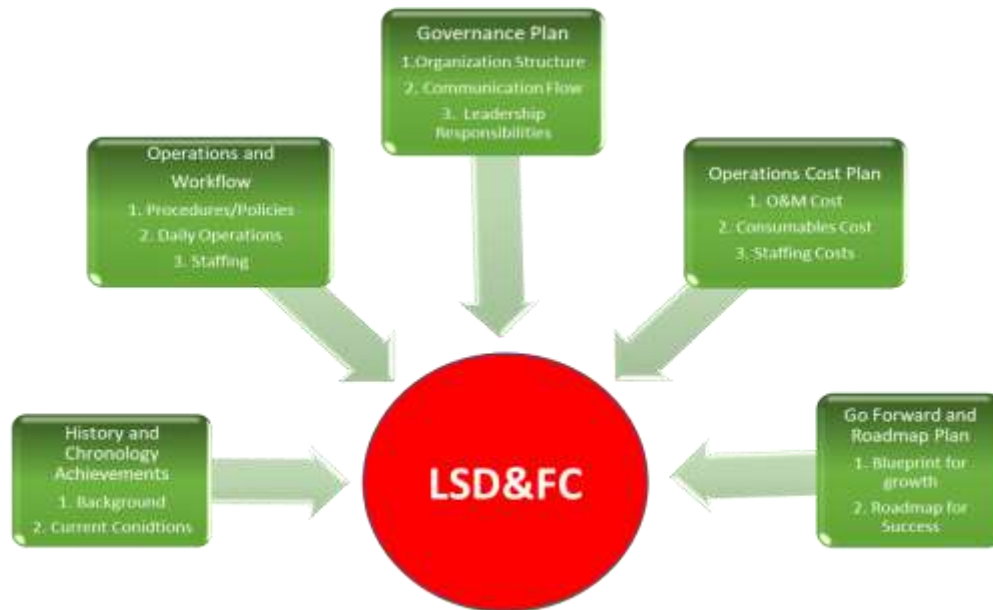 Governance Plan
1.Organization Structure
2. Communication Flow
3. Leadership
Responsibilities
Operations and
Workflow
1. Procedures/Policies
2. Daily Operations
3. Staffing
Operations Cost Plan
1. O&M Cost
2. Consumables Cost
3. Staffing Costs
History and
Chronology
Achievements
1. Background
2. Current Conidtions
LSD&FC
Go Forward and
Roadmap Plan
1. Blueprint for
growth
2. Roadmap for
Success